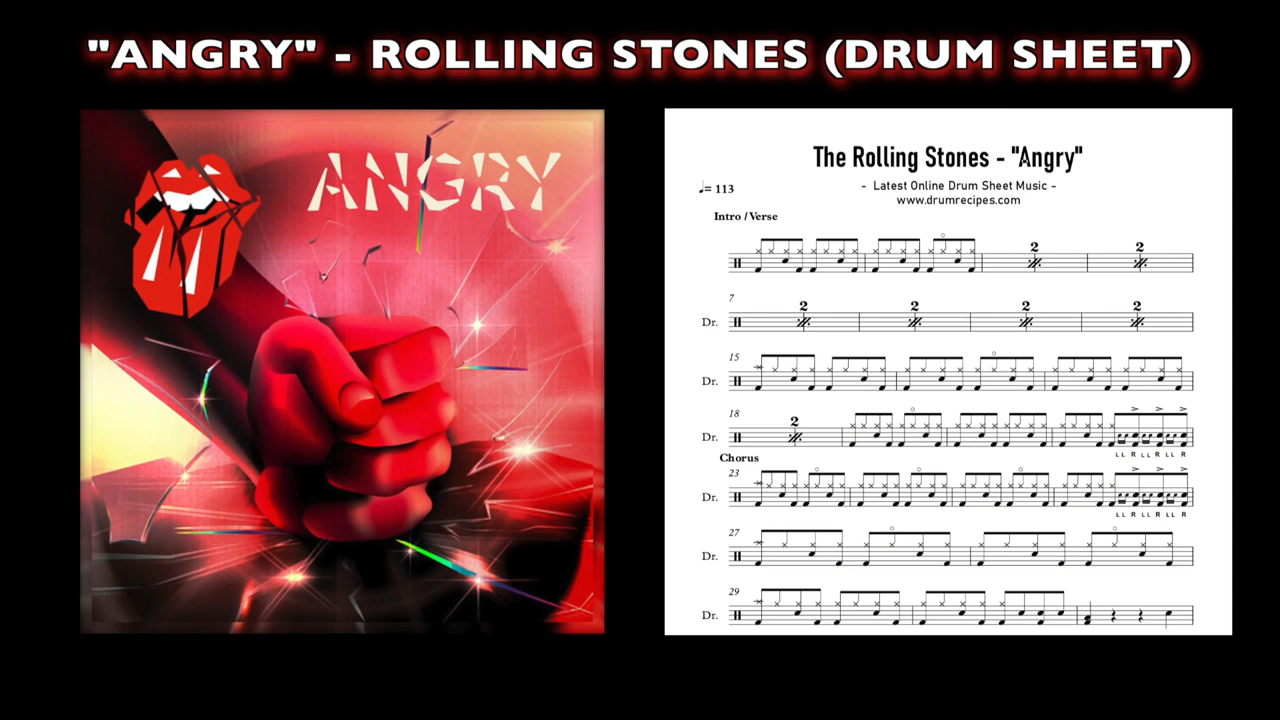 "ANGRY" - ROLLING STONES (DRUM SHEET)
ANGRY
The Rolling Stones - "Angry"
- Latest Online Drum Sheet Music -
www.drumrecipes.com
♩= 113
Intro / Verse
2 2
7
2 2 2 2
Dr.
15
Dr.
18
2
Dr.
L L R L L R L L R
Chorus
23
Dr.
L L R L L R L L R
27
Dr.
29
Dr.